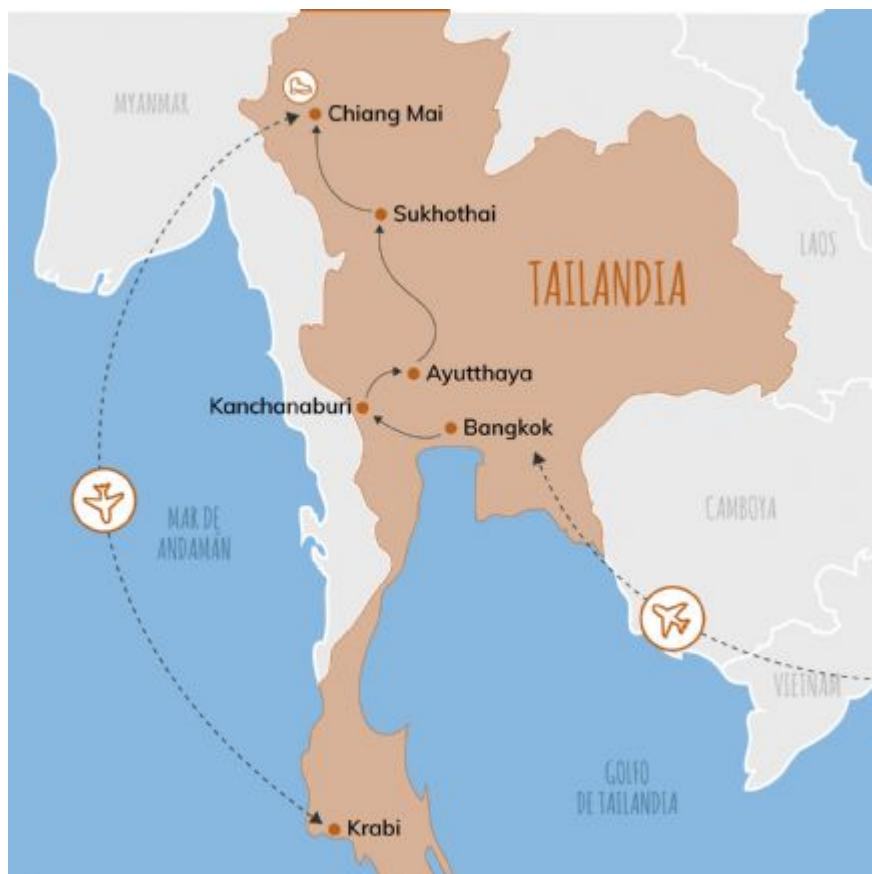 MYANMAR
Chiang Mai
Sukhothai
LAOS
TAILANDIA
Ayutthaya
Kanchanaburi
Bangkok
CAMBOYA
MAR DE
ANDAMÁN
VIETNAM
GOLFO
DE TAILANDIA
Krabi